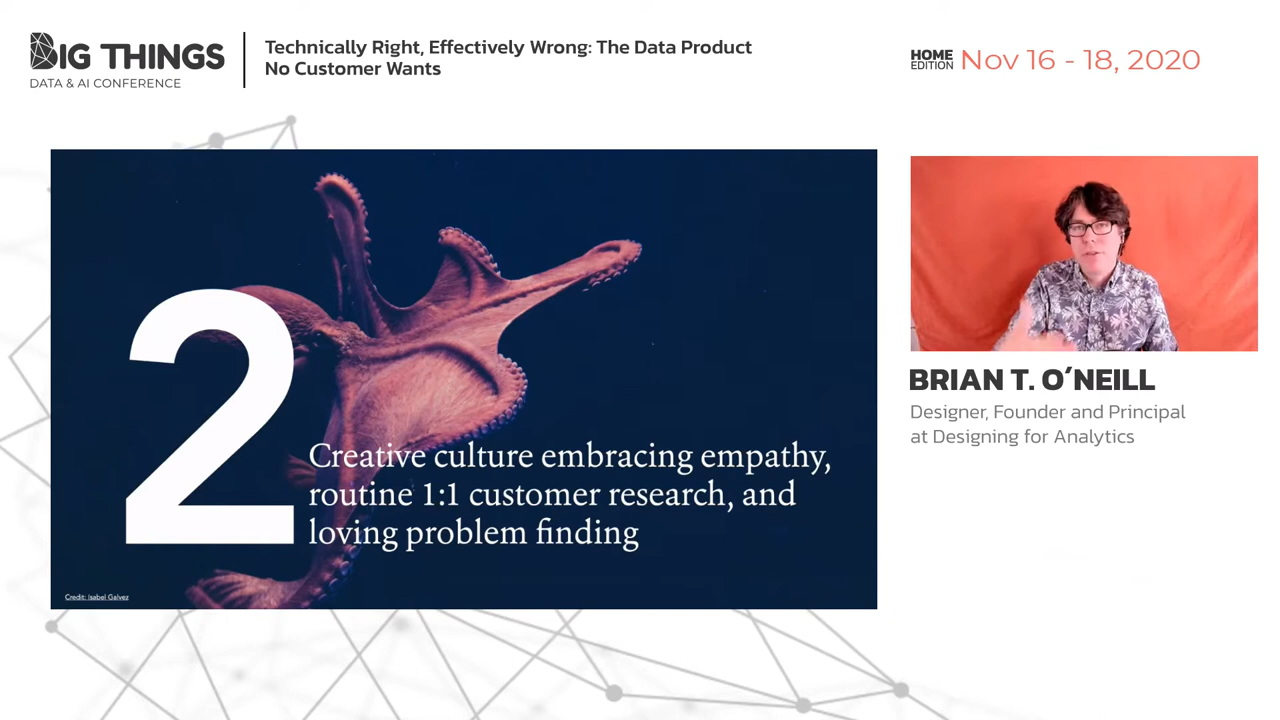 BIG THINGS
DATA & AI CONFERENCE
Technically Right, Effectively Wrong: The Data Product
No Customer Wants
HOME
EDITION
Nov 16 - 18, 2020
2
Creative culture embracing empathy,
routine 1:1 customer research, and
loving problem finding
Credit: Isabel Galvez
BRIAN T. O´NEILL
Designer, Founder and Principal
at Designing for Analytics